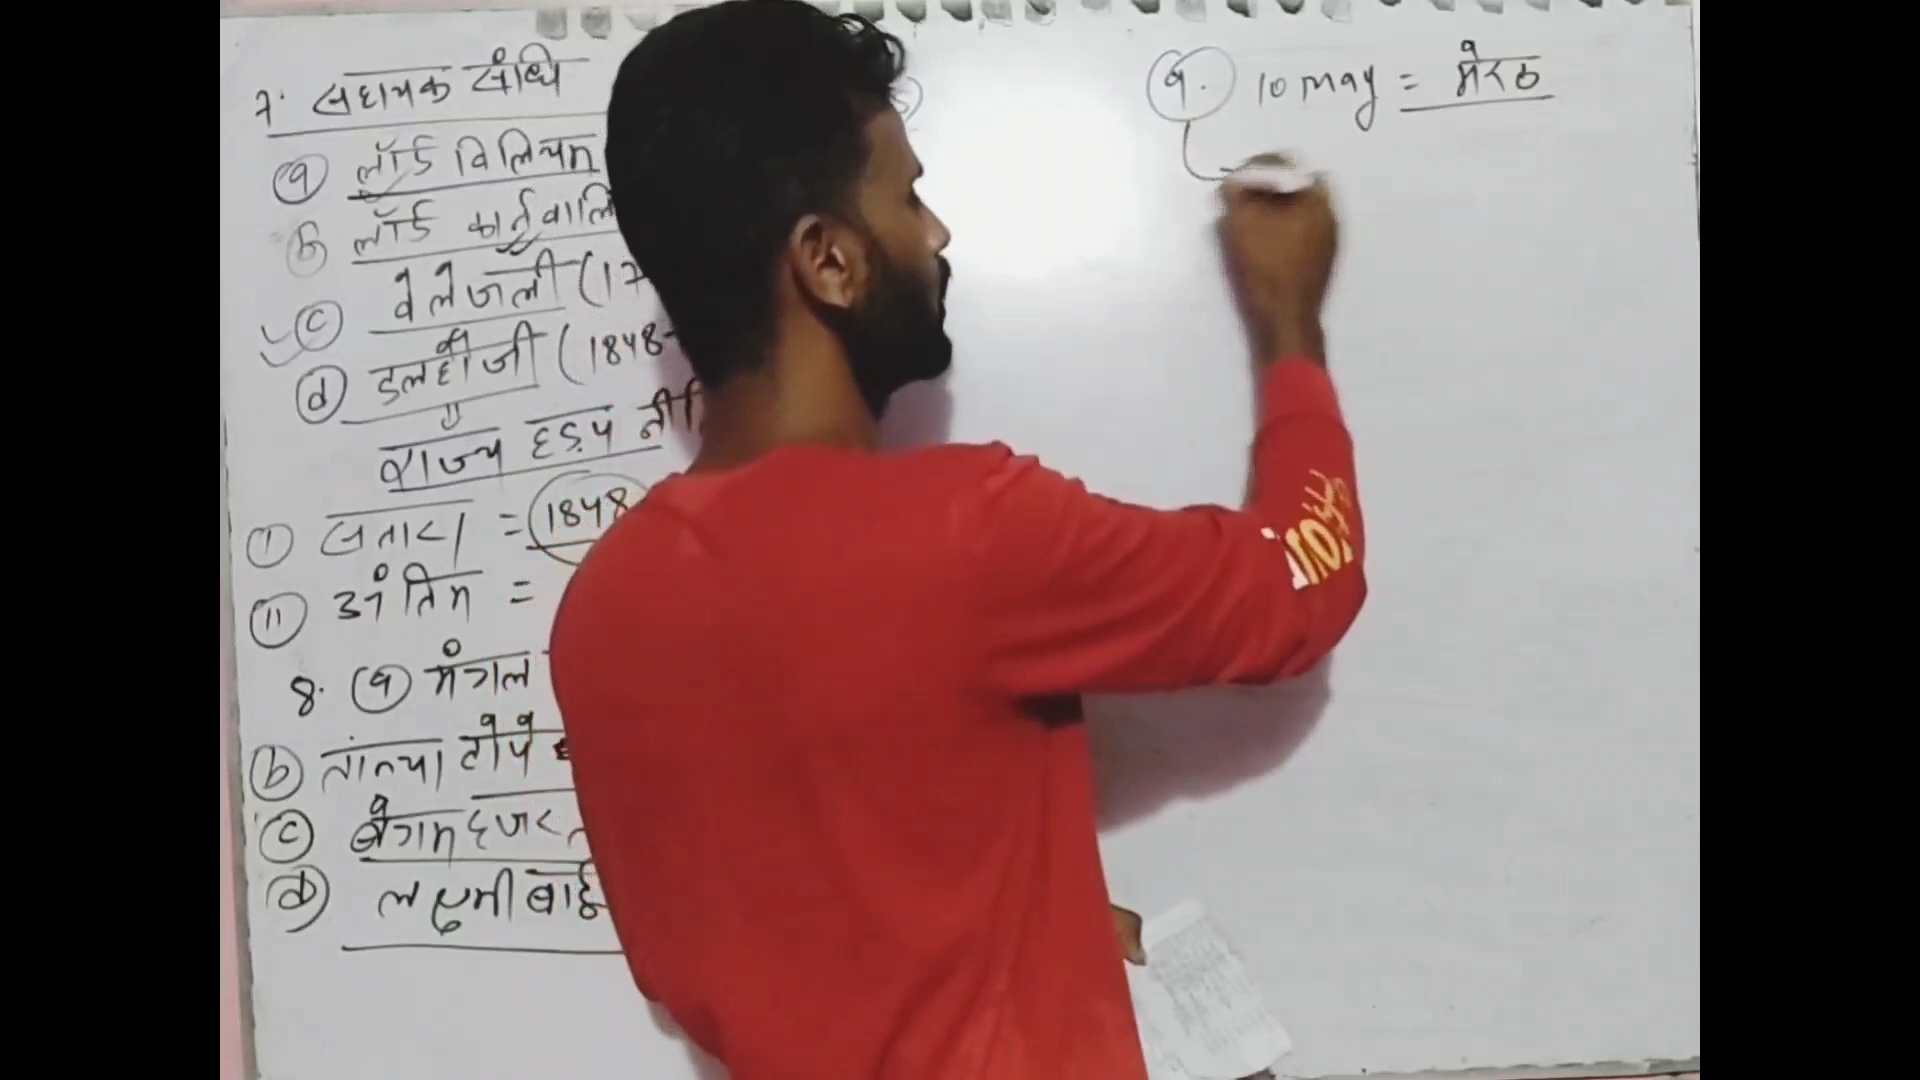 7. सहायक संधि
(a) लॉर्ड विलियम
(b) लॉर्ड कार्नवालि
(c) वेलेजली (17
(d) डलहौजी (1848-
राज्य हड़प नीति
(i) सतारा = 1848
(ii) अंतिम =
8. (a) मंगल
(b) तांत्या टोपे
(c) बेगम हजरत
(d) लक्ष्मीबाई
9. 10 may = मेरठ